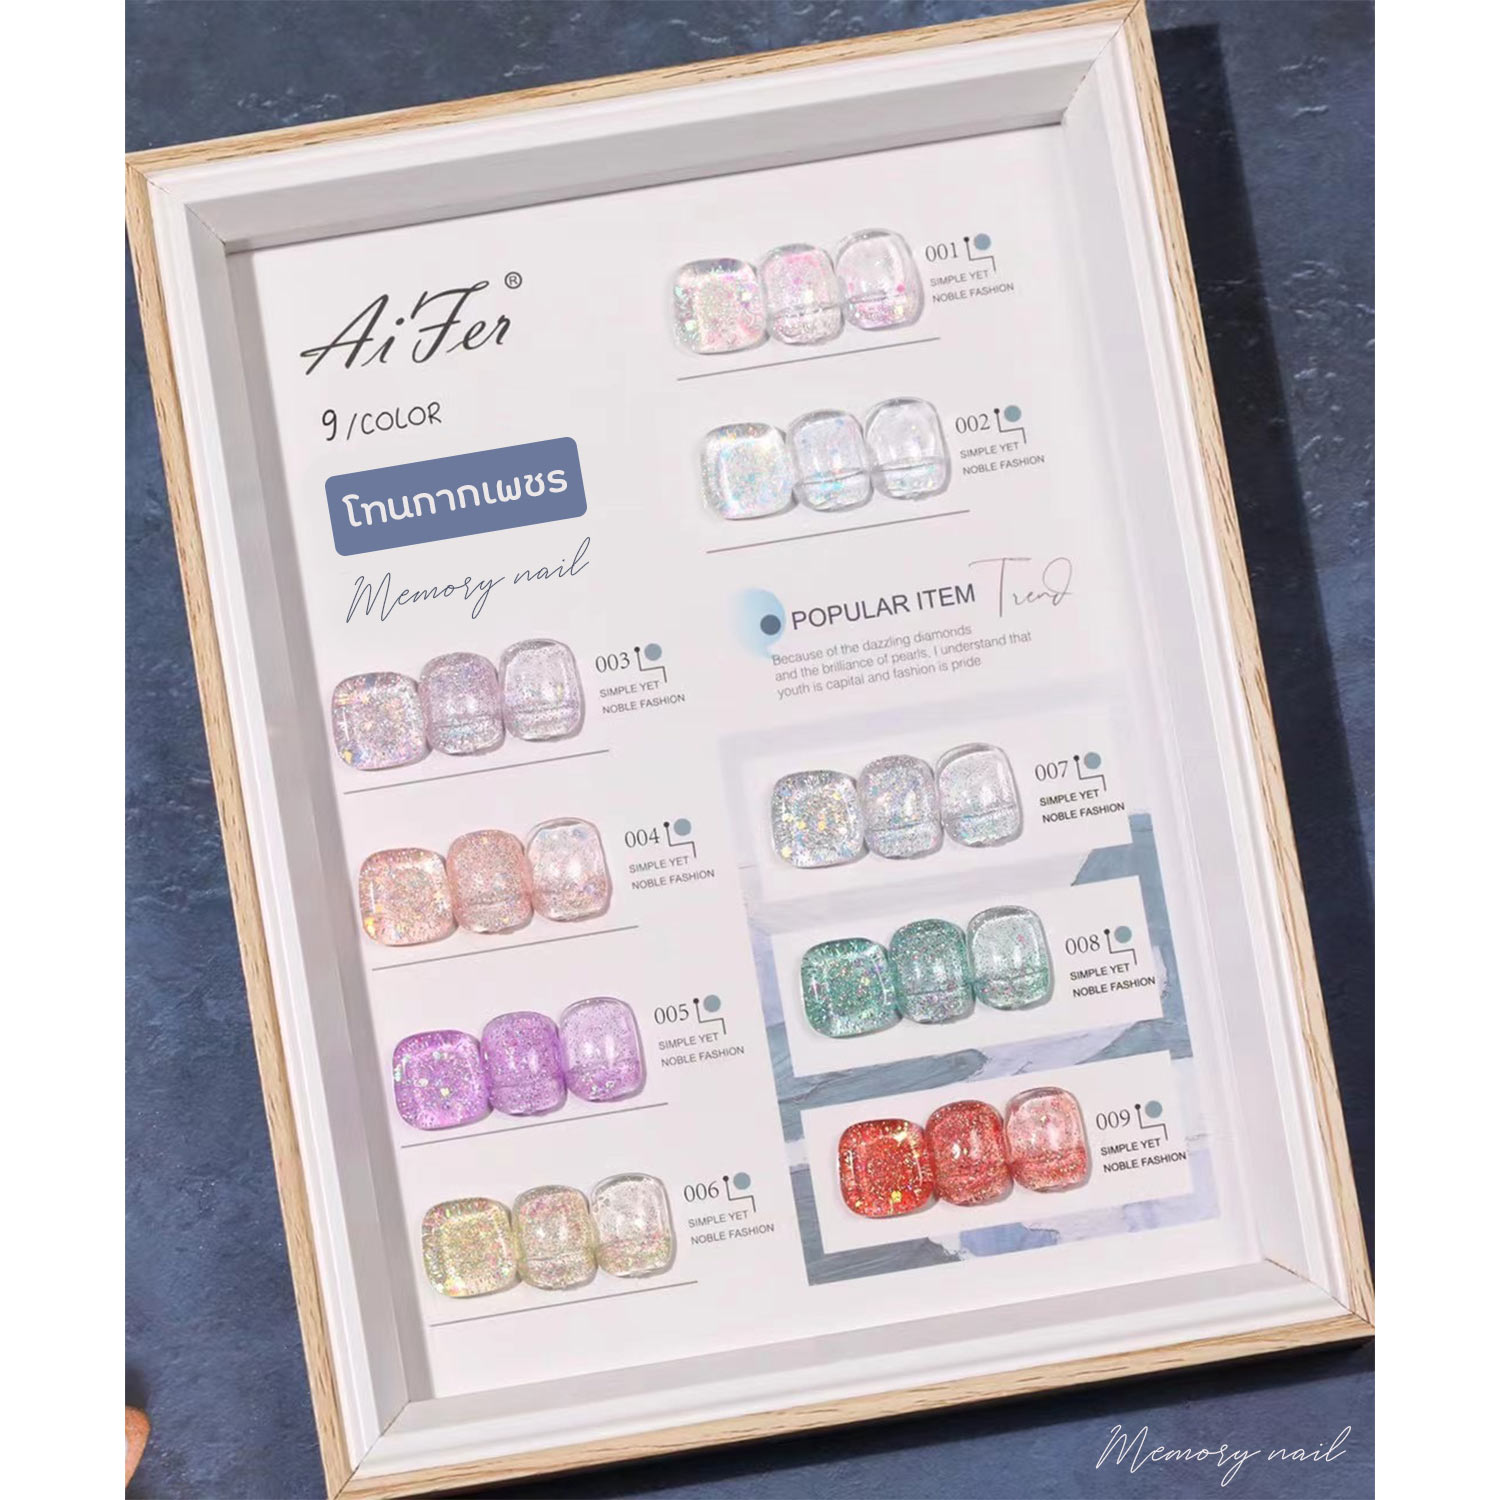 AiFer®
9/COLOR
โทนกากเพชร
Memory nail
001
SIMPLE YET
NOBLE FASHION
002
SIMPLE YET
NOBLE FASHION
POPULAR ITEM Trend
Because of the dazzling diamonds
and the brilliance of pearls, I understand that
youth is capital and fashion is pride
003
SIMPLE YET
NOBLE FASHION
004
SIMPLE YET
NOBLE FASHION
005
SIMPLE YET
NOBLE FASHION
006
SIMPLE YET
NOBLE FASHION
007
SIMPLE YET
NOBLE FASHION
008
SIMPLE YET
NOBLE FASHION
009
SIMPLE YET
NOBLE FASHION
Memory nail